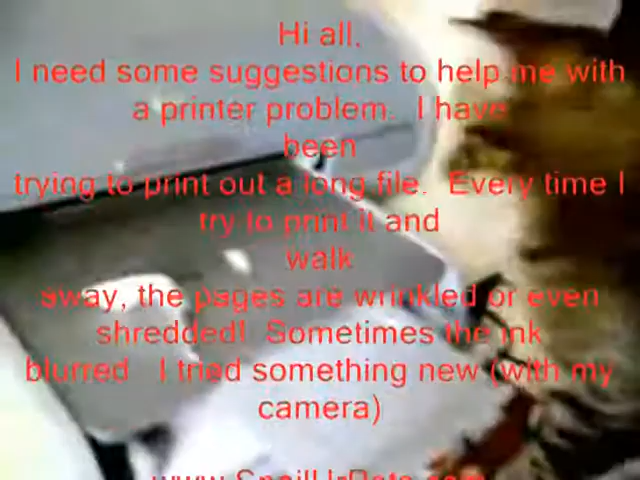 Hi all,
I need some suggestions to help me with
a printer problem. I have
been
trying to print out a long file. Every time I
try to print it and
walk
away, the pages are wrinkled or even
shredded! Sometimes the ink
blurred I tried something new (with my
camera)